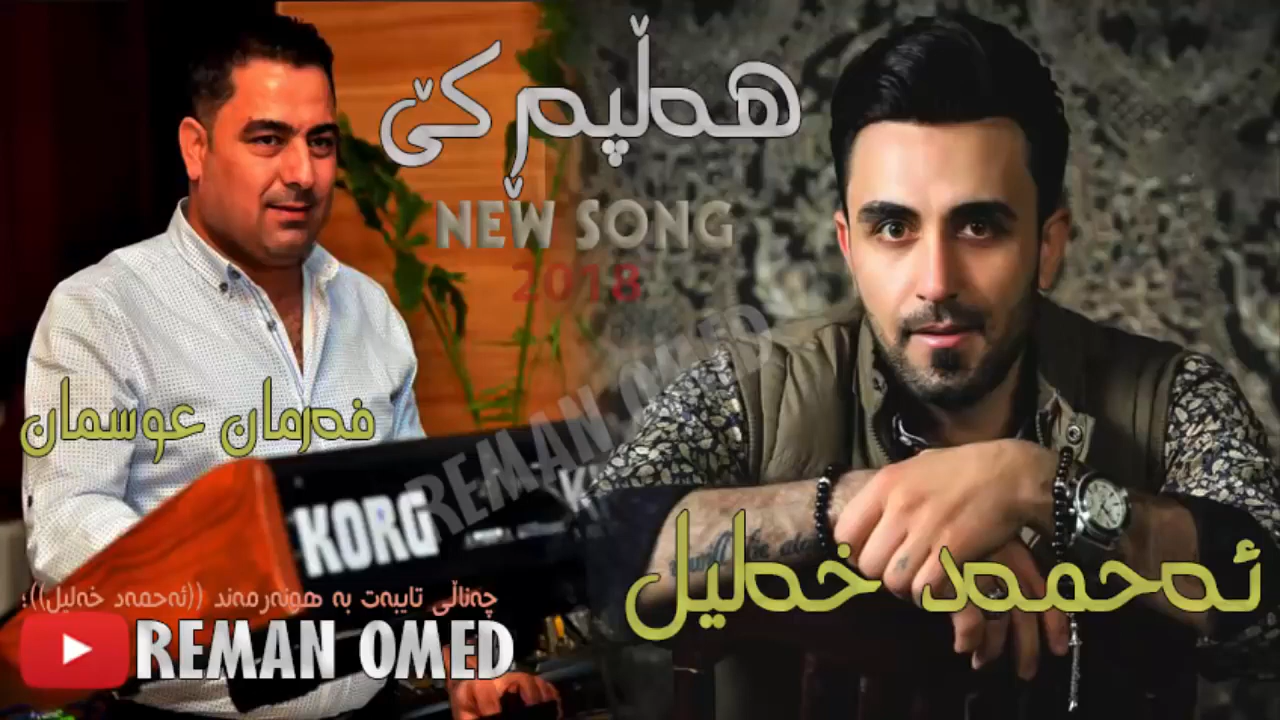 هەڵپەڕکێ
NEW SONG
2018
REMAN OMED
فەرمان عوسمان
KORG
ئەحمەد خەلیل
چەناڵی تایبەت بە هونەرمەند ((ئەحمەد خەلیل))؛
REMAN OMED